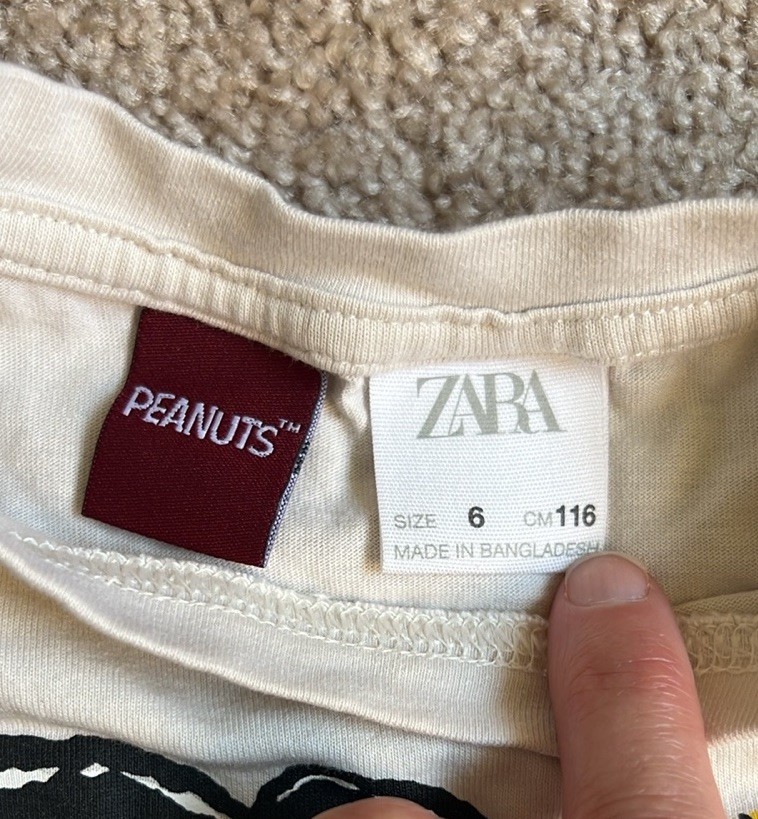 PEANUTS™
ZARA
SIZE 6 CM 116
MADE IN BANGLADESH